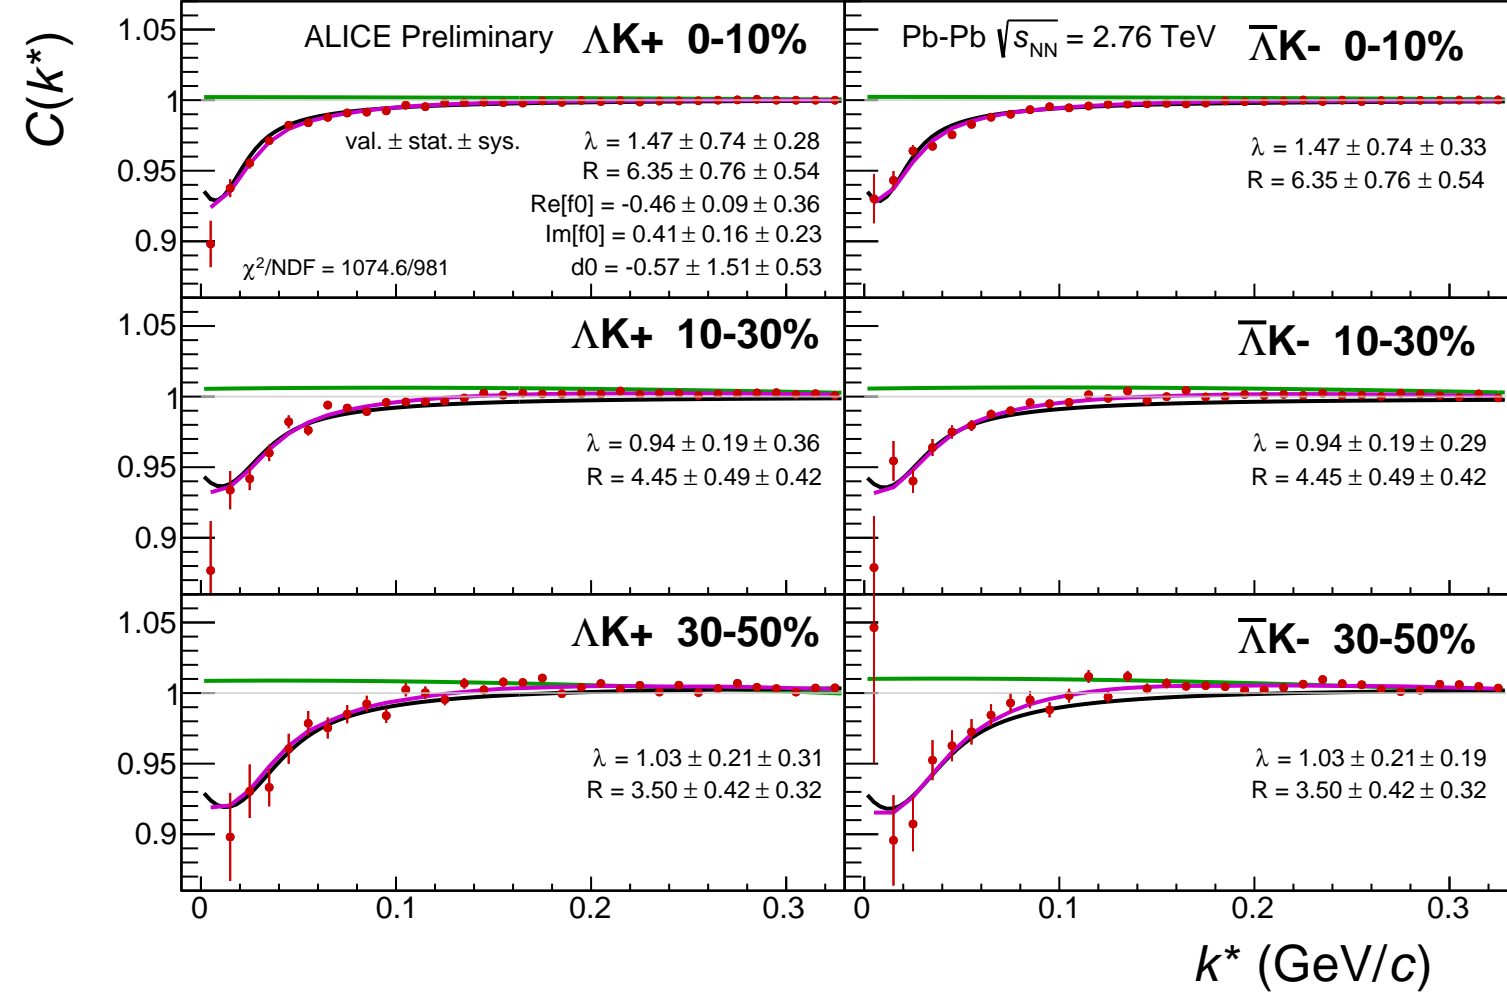 C(k*)
ALICE Preliminary ΛK+ 0-10%
1.05
1
0.95
0.9
val. ± stat. ± sys.
λ = 1.47 ± 0.74 ± 0.28
R = 6.35 ± 0.76 ± 0.54
Re[f0] = -0.46 ± 0.09 ± 0.36
Im[f0] = 0.41 ± 0.16 ± 0.23
d0 = -0.57 ± 1.51 ± 0.53
χ²/NDF = 1074.6/981
Pb-Pb √s_NN = 2.76 TeV Λ̅K- 0-10%
λ = 1.47 ± 0.74 ± 0.33
R = 6.35 ± 0.76 ± 0.54
ΛK+ 10-30%
1.05
1
0.95
0.9
λ = 0.94 ± 0.19 ± 0.36
R = 4.45 ± 0.49 ± 0.42
Λ̅K- 10-30%
λ = 0.94 ± 0.19 ± 0.29
R = 4.45 ± 0.49 ± 0.42
ΛK+ 30-50%
1.05
1
0.95
0.9
λ = 1.03 ± 0.21 ± 0.31
R = 3.50 ± 0.42 ± 0.32
Λ̅K- 30-50%
λ = 1.03 ± 0.21 ± 0.19
R = 3.50 ± 0.42 ± 0.32
0 0.1 0.2 0.3 0 0.1 0.2 0.3
k* (GeV/c)